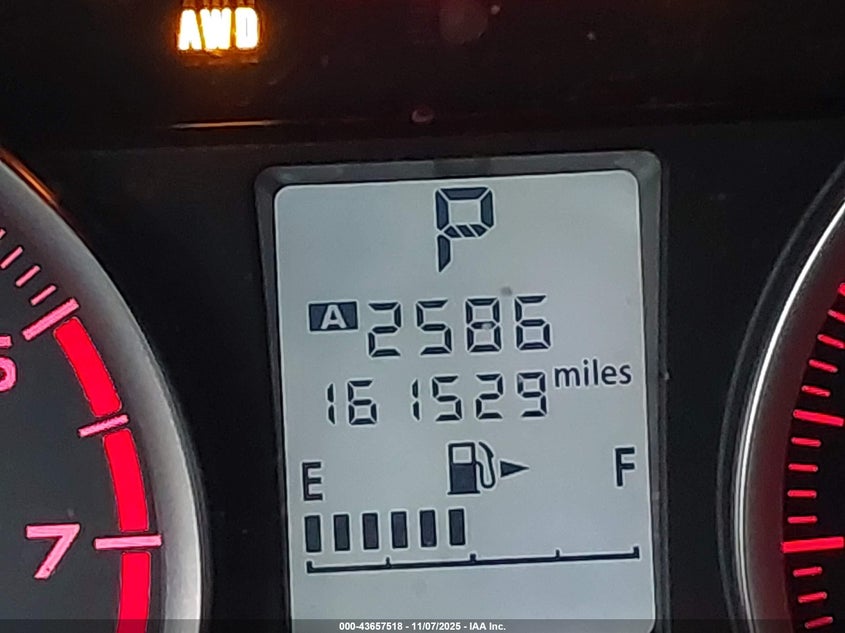 AWD
P
A 2586
161529 miles
E F
7
000-43657518 - 11/07/2025 - IAA Inc.